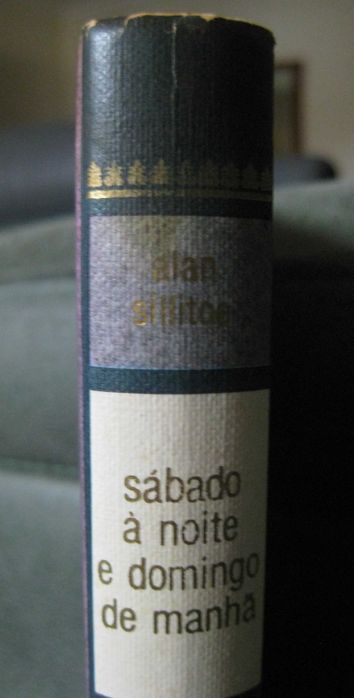 alan
sillitoe
sábado
à noite
e domingo
de manhã